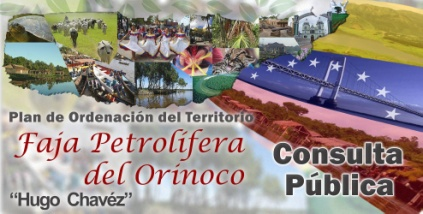 Plan de Ordenación del Territorio
Faja Petrolífera
del Orinoco
"Hugo Chavéz"
Consulta
Pública